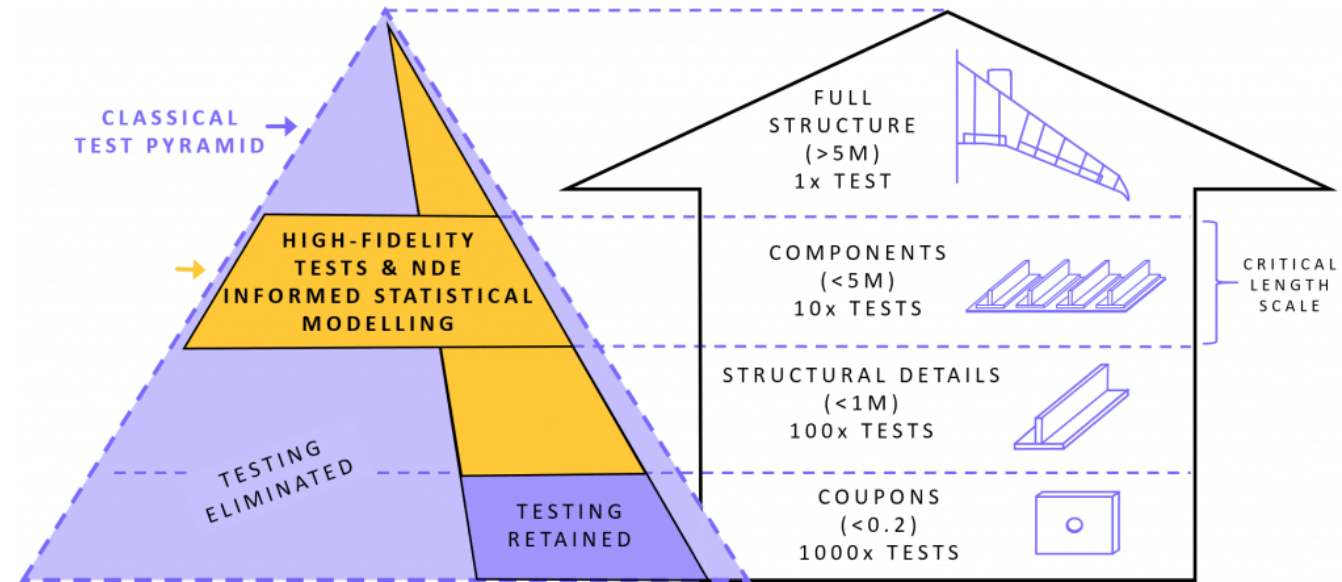 CLASSICAL
TEST PYRAMID
HIGH-FIDELITY
TESTS & NDE
INFORMED STATISTICAL
MODELLING
TESTING
ELIMINATED
TESTING
RETAINED
FULL
STRUCTURE
(>5M)
1x TEST
COMPONENTS
(<5M)
10x TESTS
CRITICAL
LENGTH
SCALE
STRUCTURAL DETAILS
(<1M)
100x TESTS
COUPONS
(<0.2)
1000x TESTS